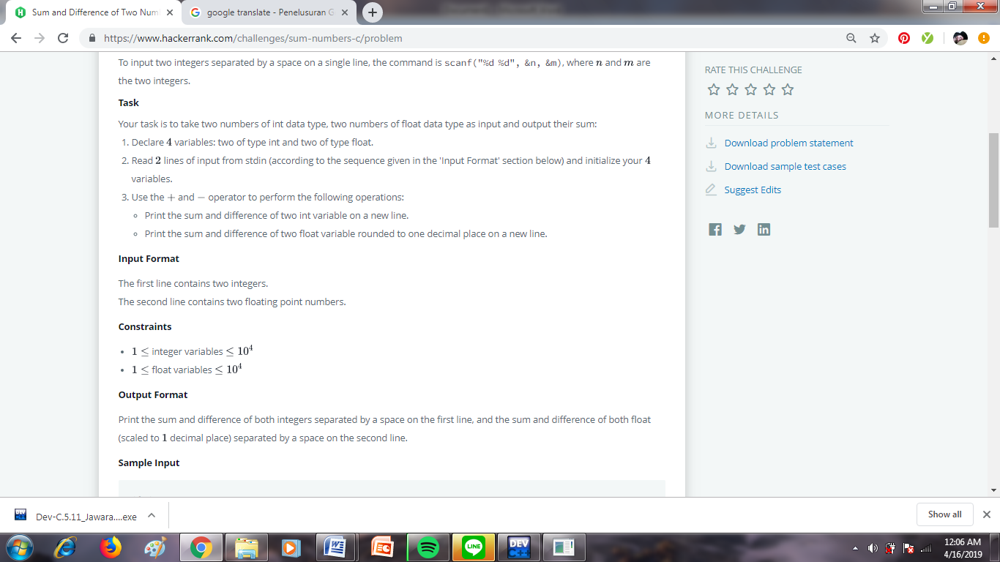 Sum and Difference of Two Num
google translate - Penelusuran G
https://www.hackerrank.com/challenges/sum-numbers-c/problem
To input two integers separated by a space on a single line, the command is scanf("%d %d", &n, &m), where n and m are
the two integers.
Task
Your task is to take two numbers of int data type, two numbers of float data type as input and output their sum:
1. Declare 4 variables: two of type int and two of type float.
2. Read 2 lines of input from stdin (according to the sequence given in the 'Input Format' section below) and initialize your 4
variables.
3. Use the + and − operator to perform the following operations:
Print the sum and difference of two int variable on a new line.
Print the sum and difference of two float variable rounded to one decimal place on a new line.
Input Format
The first line contains two integers.
The second line contains two floating point numbers.
Constraints
1 ≤ integer variables ≤ 10⁴
1 ≤ float variables ≤ 10⁴
Output Format
Print the sum and difference of both integers separated by a space on the first line, and the sum and difference of both float
(scaled to 1 decimal place) separated by a space on the second line.
Sample Input
RATE THIS CHALLENGE
MORE DETAILS
Download problem statement
Download sample test cases
Suggest Edits
Dev-C.5.11_Jawara....exe
Show all
LINE
DEV
C++
12:06 AM
4/16/2019